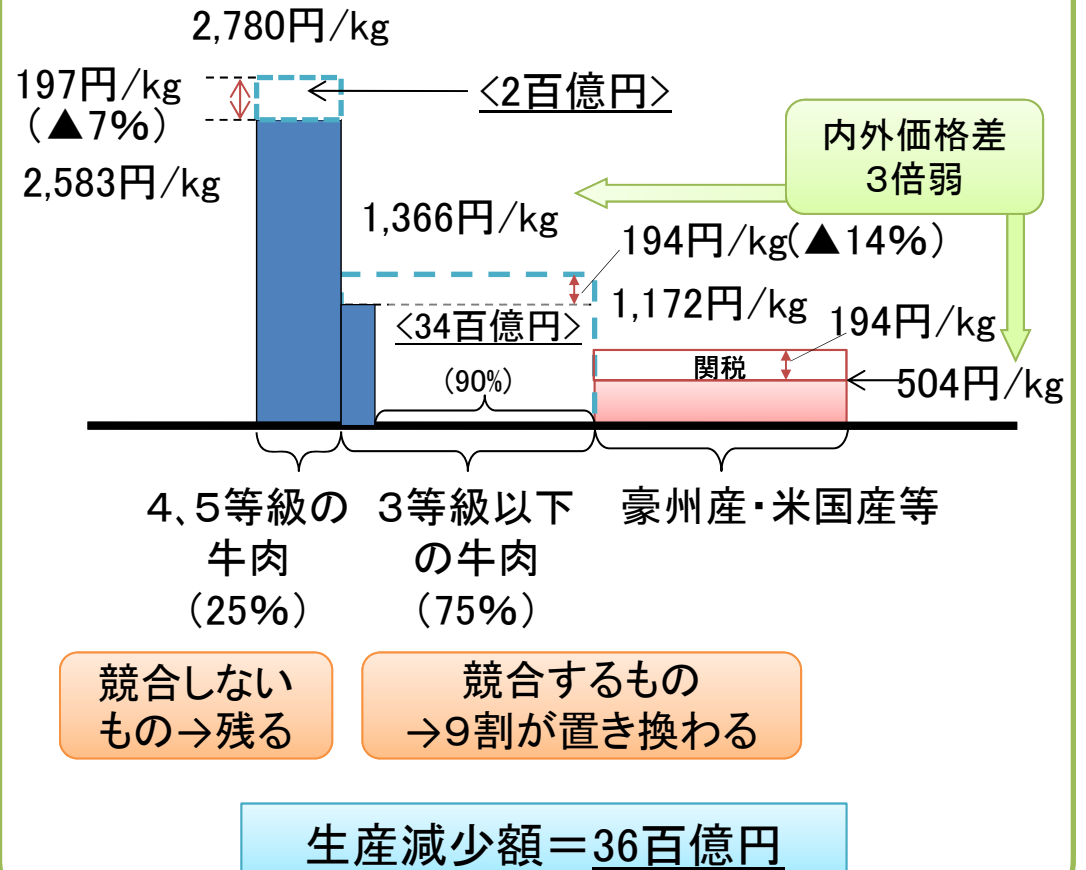 2,780円/kg
197円/kg
(▲7%)
<2百億円>
2,583円/kg
内外価格差
3倍弱
1,366円/kg
194円/kg(▲14%)
1,172円/kg
194円/kg
<34百億円>
関税
(90%)
504円/kg
4、5等級の
牛肉
(25%)
3等級以下
の牛肉
(75%)
豪州産・米国産等
競合しない
もの→残る
競合するもの
→9割が置き換わる
生産減少額=36百億円